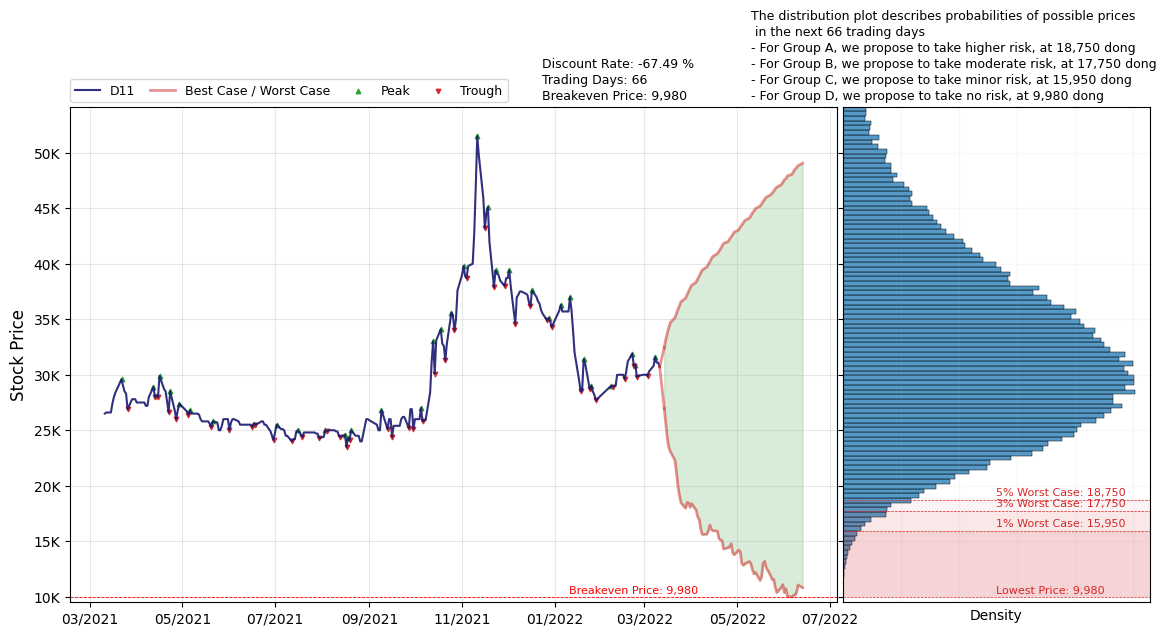 The distribution plot describes probabilities of possible prices
in the next 66 trading days
- For Group A, we propose to take higher risk, at 18,750 dong
- For Group B, we propose to take moderate risk, at 17,750 dong
- For Group C, we propose to take minor risk, at 15,950 dong
- For Group D, we propose to take no risk, at 9,980 dong
Discount Rate: -67.49 %
Trading Days: 66
Breakeven Price: 9,980
D11
Best Case / Worst Case
Peak
Trough
Stock Price
50K
45K
40K
35K
30K
25K
20K
15K
10K
03/2021
05/2021
07/2021
09/2021
11/2021
01/2022
03/2022
05/2022
07/2022
Breakeven Price: 9,980
5% Worst Case: 18,750
3% Worst Case: 17,750
1% Worst Case: 15,950
Lowest Price: 9,980
Density